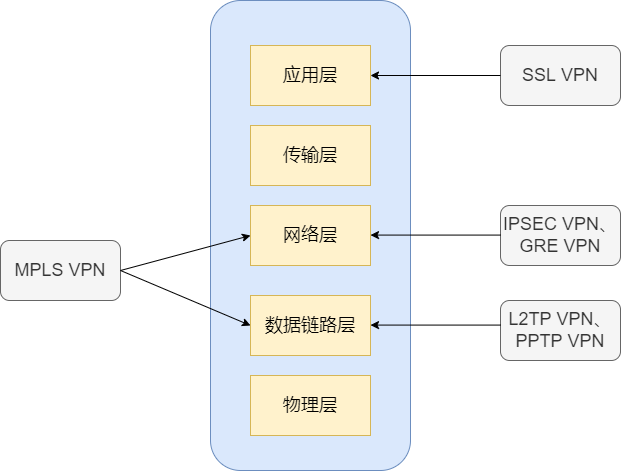 应用层
SSL VPN
传输层
网络层
IPSEC VPN、
GRE VPN
MPLS VPN
数据链路层
L2TP VPN、
PPTP VPN
物理层